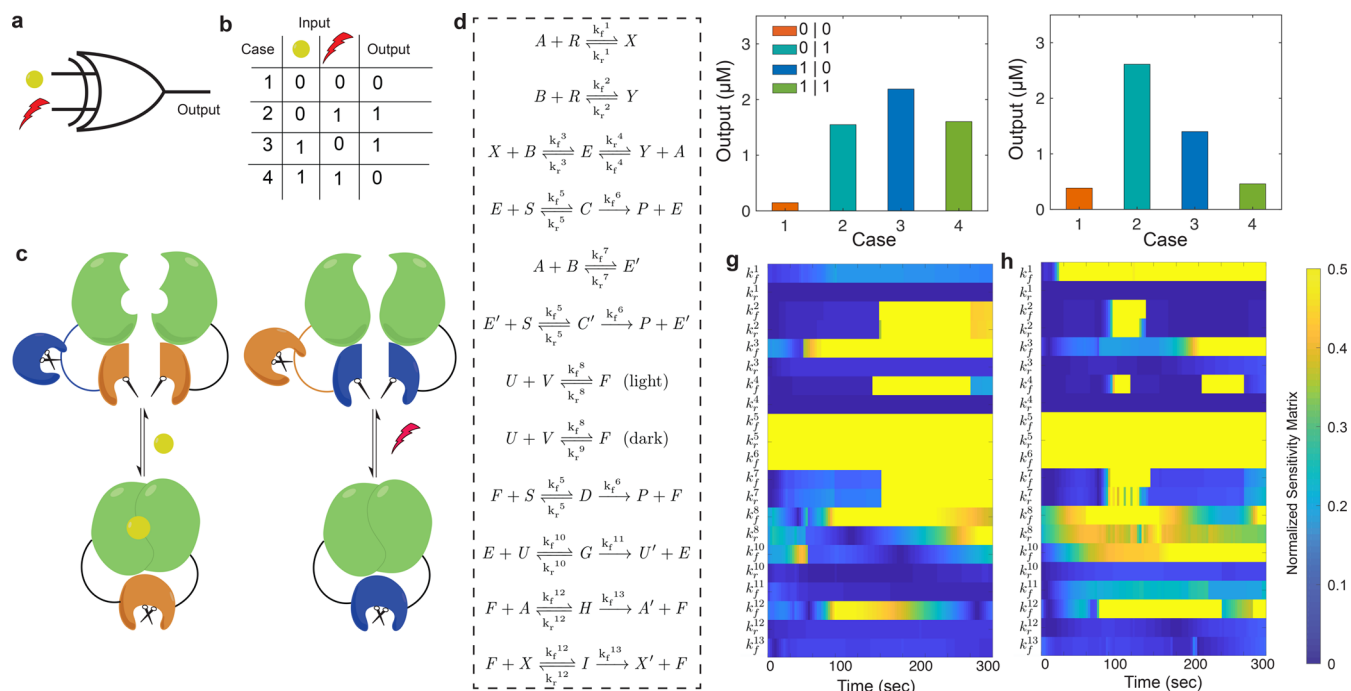 a
Output
b
Input
Case Output
1 0 0 0
2 0 1 1
3 1 0 1
4 1 1 0
c
d
A + R ⇌ X k_f^1 k_r^1
B + R ⇌ Y k_f^2 k_r^2
X + B ⇌ E ⇌ Y + A k_f^3 k_r^3 k_r^4 k_f^4
E + S ⇌ C → P + E k_f^5 k_r^5 k_f^6
A + B ⇌ E′ k_f^7 k_r^7
E′ + S ⇌ C′ → P + E′ k_f^5 k_r^5 k_f^6
U + V ⇌ F (light) k_f^8 k_r^8
U + V ⇌ F (dark) k_f^8 k_r^9
F + S ⇌ D → P + F k_f^5 k_r^5 k_f^6
E + U ⇌ G → U′ + E k_f^10 k_r^10 k_f^11
F + A ⇌ H → A′ + F k_f^12 k_r^12 k_f^13
F + X ⇌ I → X′ + F k_f^12 k_r^12 k_f^13
Output (µM)
3
2
1
0
0 | 0
0 | 1
1 | 0
1 | 1
1 2 3 4
Case
Output (µM)
3
2
1
0
1 2 3 4
Case
g
k_f^1
k_r^1
k_f^2
k_r^2
k_f^3
k_r^3
k_f^4
k_r^4
k_f^5
k_r^5
k_f^6
k_f^7
k_r^7
k_f^8
k_r^8
k_f^10
k_r^10
k_f^11
k_f^12
k_r^12
k_f^13
0 100 200 300
Time (sec)
h
k_f^1
k_r^1
k_f^2
k_r^2
k_f^3
k_r^3
k_f^4
k_r^4
k_f^5
k_r^5
k_f^6
k_f^7
k_r^7
k_f^8
k_r^8
k_f^10
k_r^10
k_f^11
k_f^12
k_r^12
k_f^13
0 100 200 300
Time (sec)
Normalized Sensitivity Matrix
0.5
0.4
0.3
0.2
0.1
0